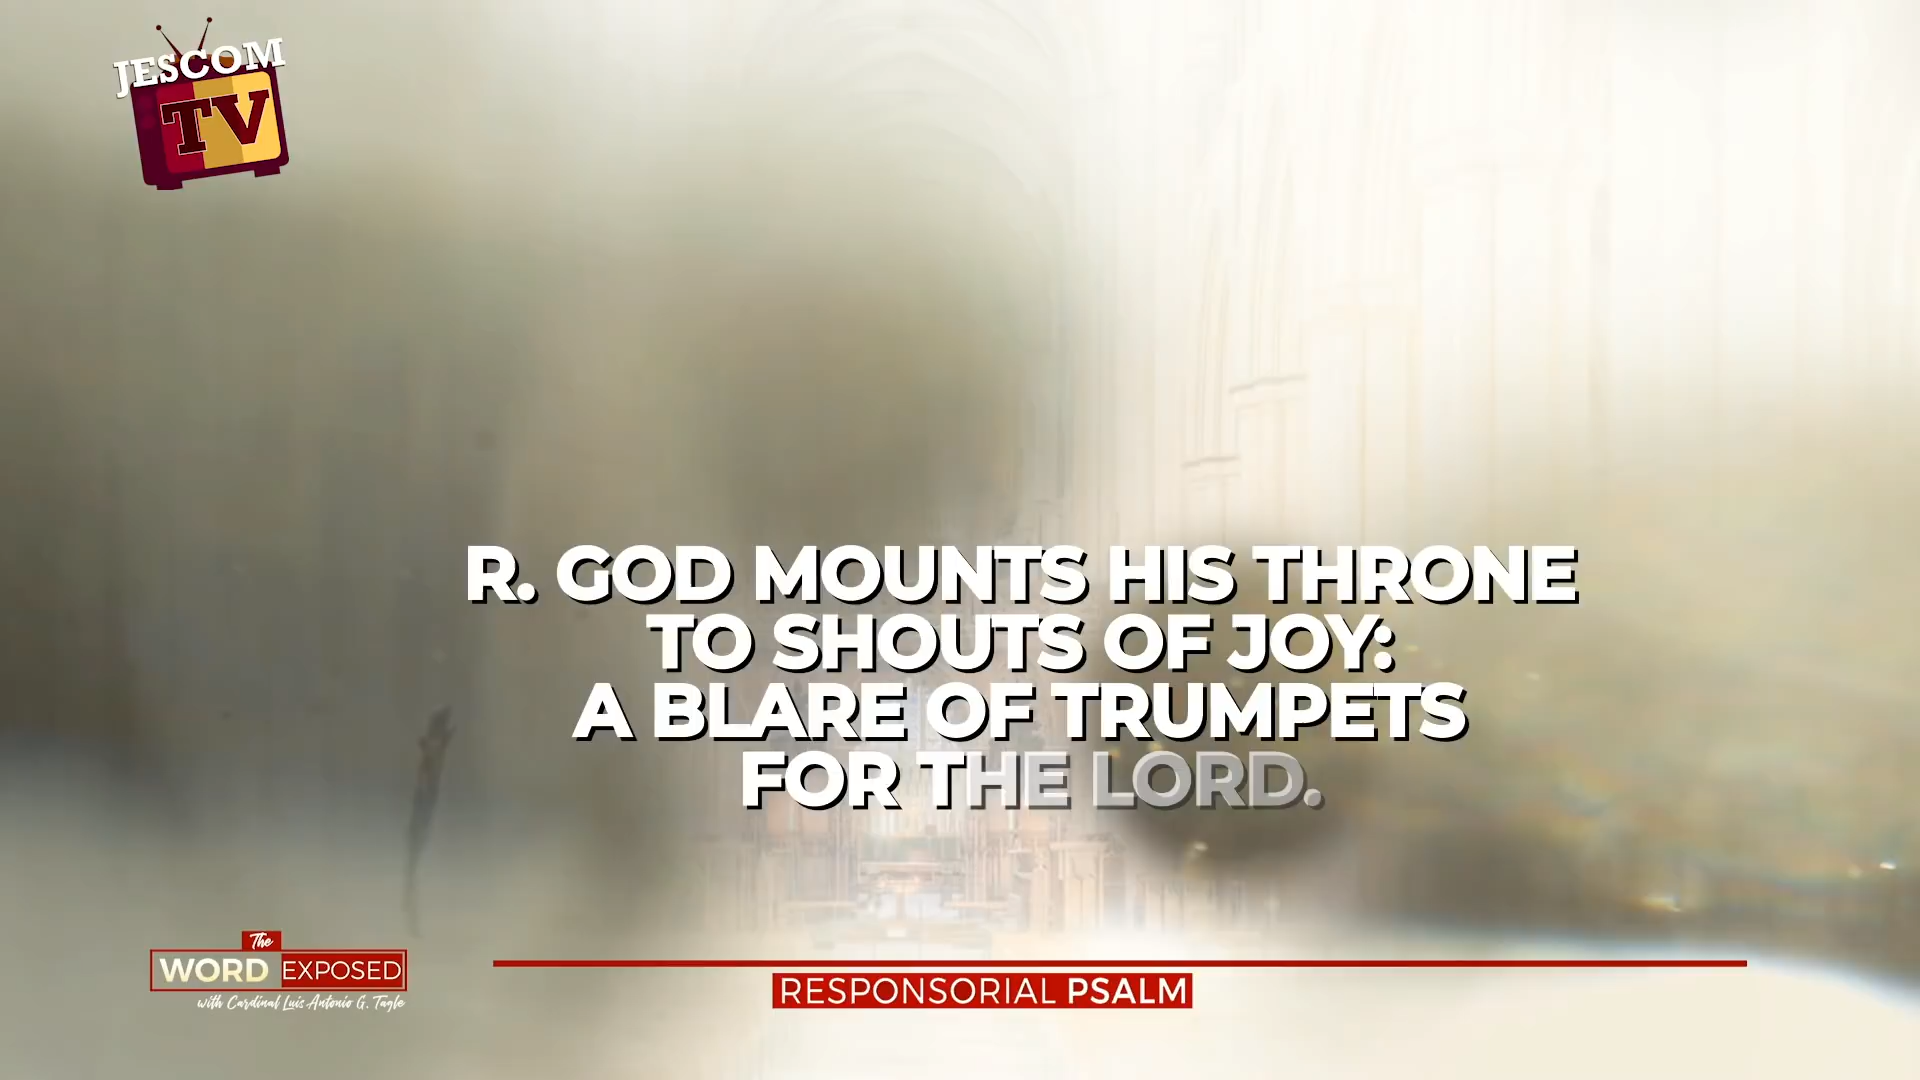 JESCOM
TV
R. GOD MOUNTS HIS THRONE
TO SHOUTS OF JOY:
A BLARE OF TRUMPETS
FOR THE LORD.
The
WORD EXPOSED
with Cardinal Luis Antonio G. Tagle
RESPONSORIAL PSALM